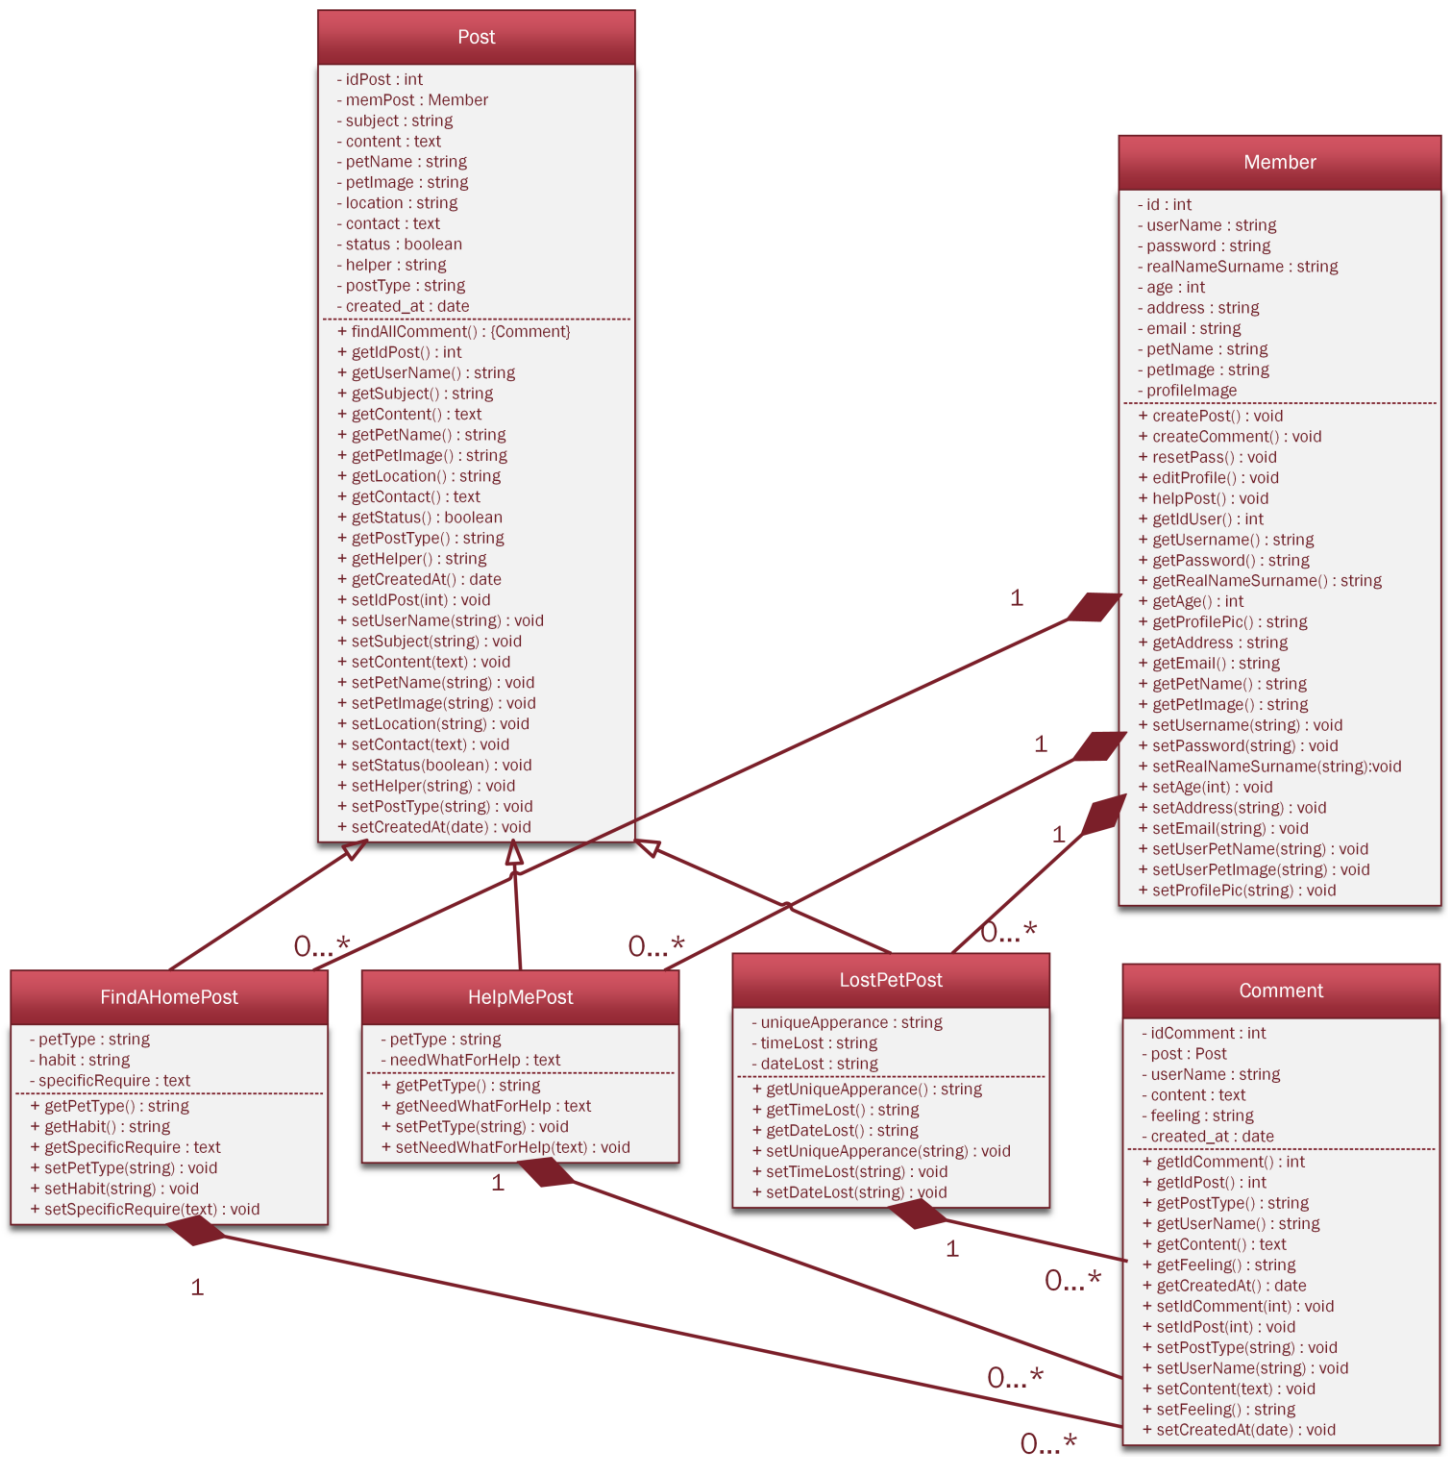 Post
- idPost : int
- memPost : Member
- subject : string
- content : text
- petName : string
- petImage : string
- location : string
- contact : text
- status : boolean
- helper : string
- postType : string
- created_at : date
+ findAllComment() : {Comment}
+ getIdPost() : int
+ getUserName() : string
+ getSubject() : string
+ getContent() : text
+ getPetName() : string
+ getPetImage() : string
+ getLocation() : string
+ getContact() : text
+ getStatus() : boolean
+ getPostType() : string
+ getHelper() : string
+ getCreatedAt() : date
+ setIdPost(int) : void
+ setUserName(string) : void
+ setSubject(string) : void
+ setContent(text) : void
+ setPetName(string) : void
+ setPetImage(string) : void
+ setLocation(string) : void
+ setContact(text) : void
+ setStatus(boolean) : void
+ setHelper(string) : void
+ setPostType(string) : void
+ setCreatedAt(date) : void
Member
- id : int
- userName : string
- password : string
- realNameSurname : string
- age : int
- address : string
- email : string
- petName : string
- petImage : string
- profileImage
+ createPost() : void
+ createComment() : void
+ resetPass() : void
+ editProfile() : void
+ helpPost() : void
+ getIdUser() : int
+ getUsername() : string
+ getPassword() : string
+ getRealNameSurname() : string
+ getAge() : int
+ getProfilePic() : string
+ getAddress : string
+ getEmail() : string
+ getPetName() : string
+ getPetImage() : string
+ setUsername(string) : void
+ setPassword(string) : void
+ setRealNameSurname(string):void
+ setAge(int) : void
+ setAddress(string) : void
+ setEmail(string) : void
+ setUserPetName(string) : void
+ setUserPetImage(string) : void
+ setProfilePic(string) : void
1
1
1
0...*
0...*
0...*
FindAHomePost
- petType : string
- habit : string
- specificRequire : text
+ getPetType() : string
+ getHabit() : string
+ getSpecificRequire : text
+ setPetType(string) : void
+ setHabit(string) : void
+ setSpecificRequire(text) : void
HelpMePost
- petType : string
- needWhatForHelp : text
+ getPetType() : string
+ getNeedWhatForHelp : text
+ setPetType(string) : void
+ setNeedWhatForHelp(text) : void
LostPetPost
- uniqueApperance : string
- timeLost : string
- dateLost : string
+ getUniqueApperance() : string
+ getTimeLost() : string
+ getDateLost() : string
+ setUniqueApperance(string) : void
+ setTimeLost(string) : void
+ setDateLost(string) : void
Comment
- idComment : int
- post : Post
- userName : string
- content : text
- feeling : string
- created_at : date
+ getIdComment() : int
+ getIdPost() : int
+ getPostType() : string
+ getUserName() : string
+ getContent() : text
+ getFeeling() : string
+ getCreatedAt() : date
+ setIdComment(int) : void
+ setIdPost(int) : void
+ setPostType(string) : void
+ setUserName(string) : void
+ setContent(text) : void
+ setFeeling() : string
+ setCreatedAt(date) : void
1
1
1
0...*
0...*
0...*